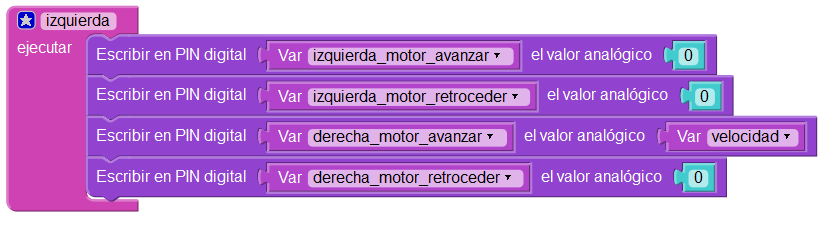 izquierda
ejecutar Escribir en PIN digital Var izquierda_motor_avanzar el valor analógico 0
Escribir en PIN digital Var izquierda_motor_retroceder el valor analógico 0
Escribir en PIN digital Var derecha_motor_avanzar el valor analógico Var velocidad
Escribir en PIN digital Var derecha_motor_retroceder el valor analógico 0